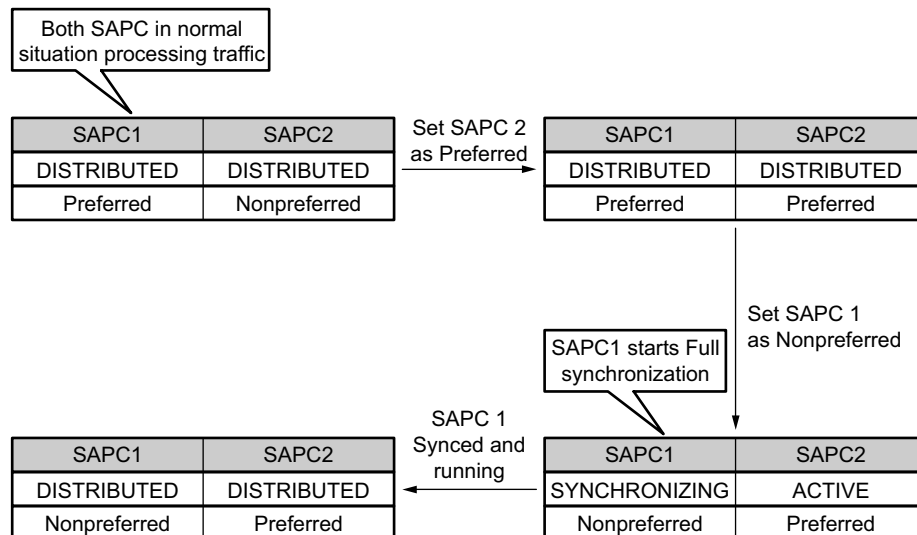 Both SAPC in normal
situation processing traffic
SAPC1 SAPC2
DISTRIBUTED DISTRIBUTED
Preferred Nonpreferred
Set SAPC 2
as Preferred
SAPC1 SAPC2
DISTRIBUTED DISTRIBUTED
Preferred Preferred
Set SAPC 1
as Nonpreferred
SAPC1 starts Full
synchronization
SAPC1 SAPC2
SYNCHRONIZING ACTIVE
Nonpreferred Preferred
SAPC 1
Synced and
running
SAPC1 SAPC2
DISTRIBUTED DISTRIBUTED
Nonpreferred Preferred